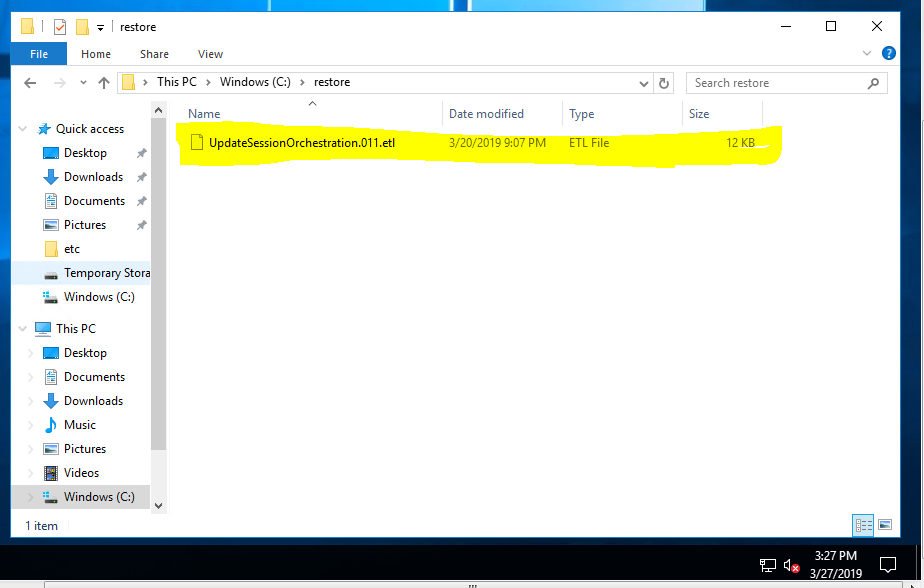 restore
File Home Share View
This PC Windows (C:) restore
Search restore
Name Date modified Type Size
UpdateSessionOrchestration.011.etl 3/20/2019 9:07 PM ETL File 12 KB
Quick access
Desktop
Downloads
Documents
Pictures
etc
Temporary Stora
Windows (C:)
This PC
Desktop
Documents
Downloads
Music
Pictures
Videos
Windows (C:)
1 item
3:27 PM
3/27/2019